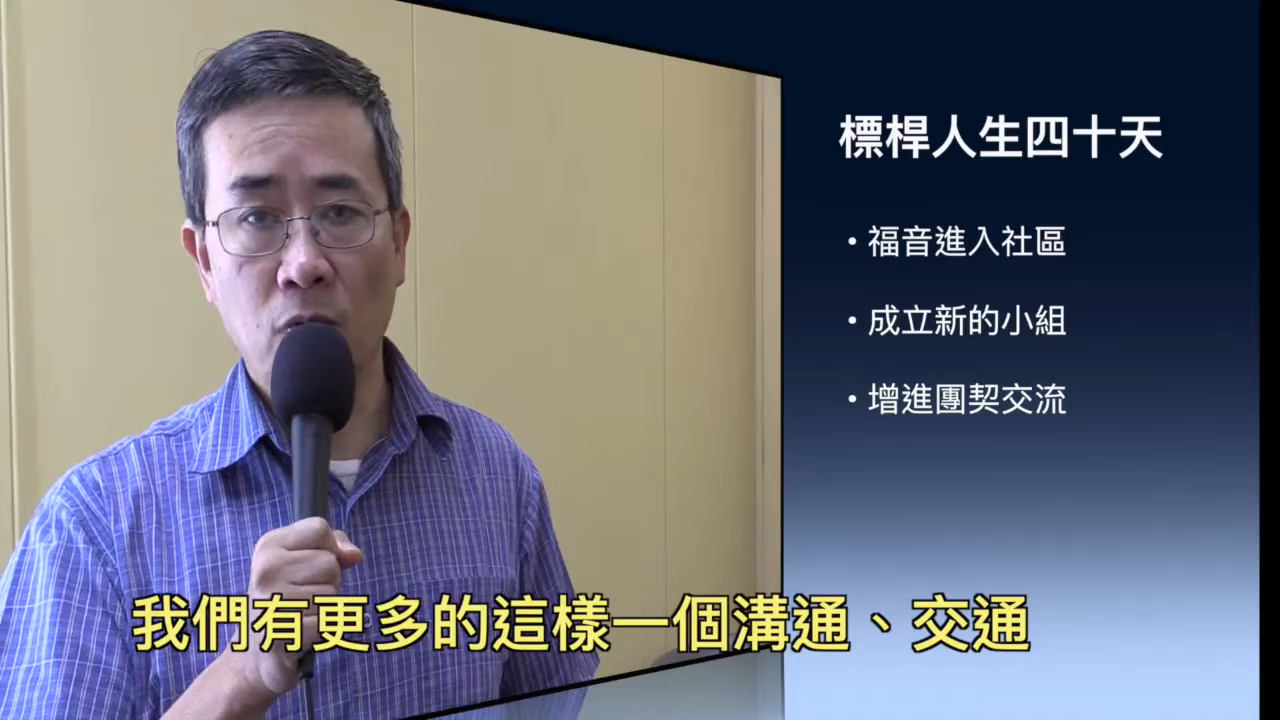 標桿人生四十天
•福音進入社區
•成立新的小組
•增進團契交流
我們有更多的這樣一個溝通、交通